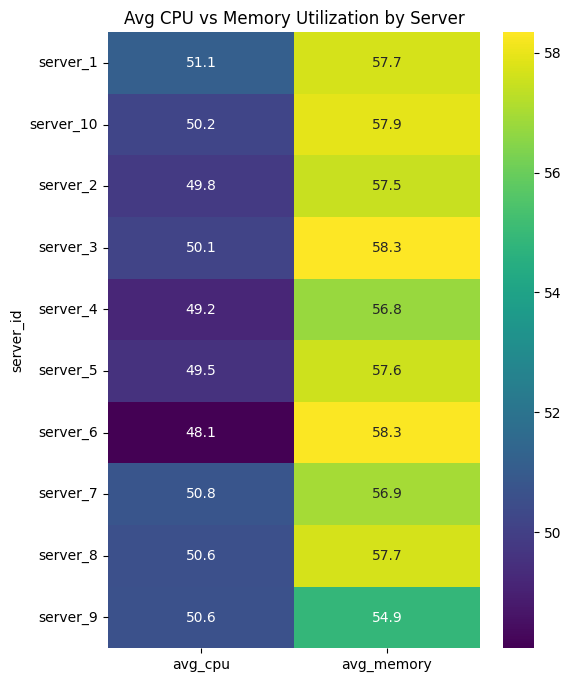 Avg CPU vs Memory Utilization by Server
server_id
server_1 51.1 57.7
server_10 50.2 57.9
server_2 49.8 57.5
server_3 50.1 58.3
server_4 49.2 56.8
server_5 49.5 57.6
server_6 48.1 58.3
server_7 50.8 56.9
server_8 50.6 57.7
server_9 50.6 54.9
avg_cpu avg_memory
58
56
54
52
50